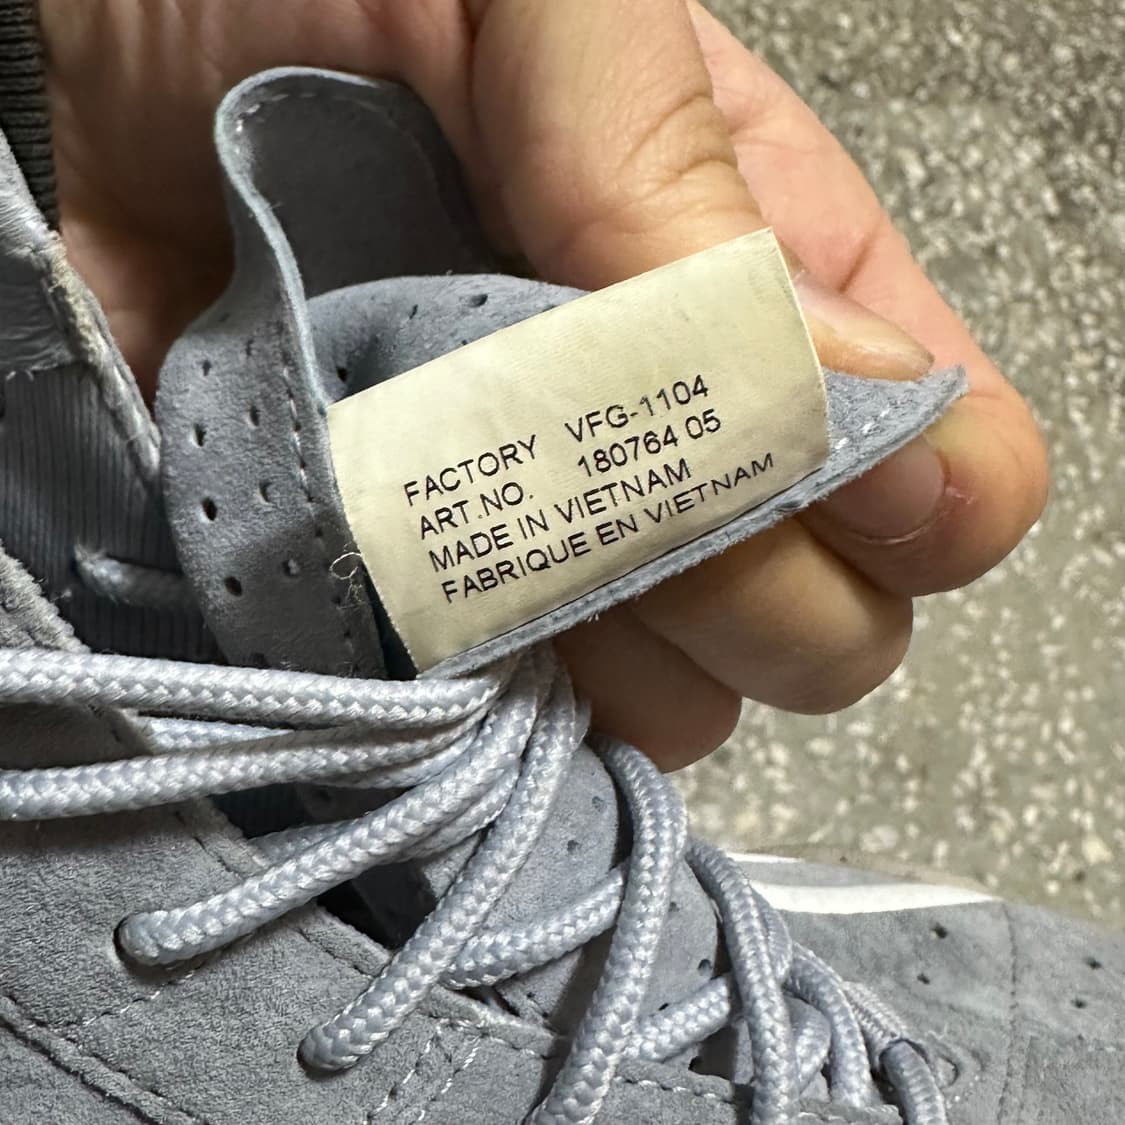 FACTORY VFG-1104
ART.NO. 180764 05
MADE IN VIETNAM
FABRIQUE EN VIETNAM